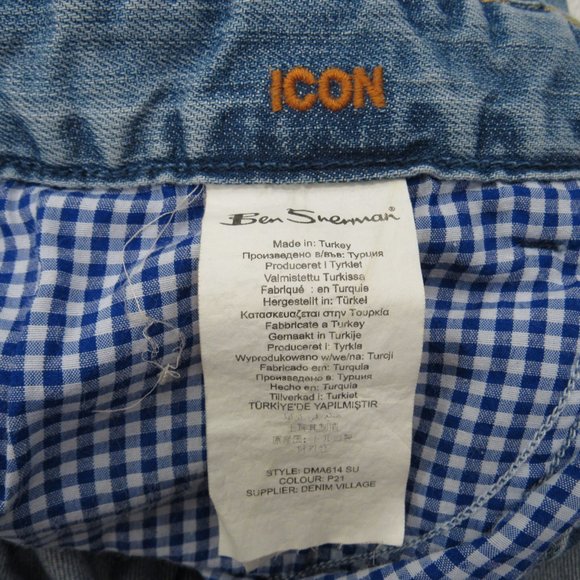 ICON
Ben Sherman®
Made in: Turkey
Произведено в/във: Турция
Produceret i Tyrkiet
Valmistettu Turkissa
Fabriqué : en Turquie
Hergestellt in: Türkei
Κατασκευάζεται στην Τουρκία
Fabbricate a Turkey
Gemaakt in Turkije
Produceret i: Tyrkia
Wyprodukowano w/we/na: Turcji
Fabricado em: Turquia
Произведено в: Турция
Hecho en: Turquía
Tillverkad i: Turkiet
TÜRKİYE'DE YAPILMIŞTIR
STYLE: DMA614 SU
COLOUR: P21
SUPPLIER: DENIM VILLAGE